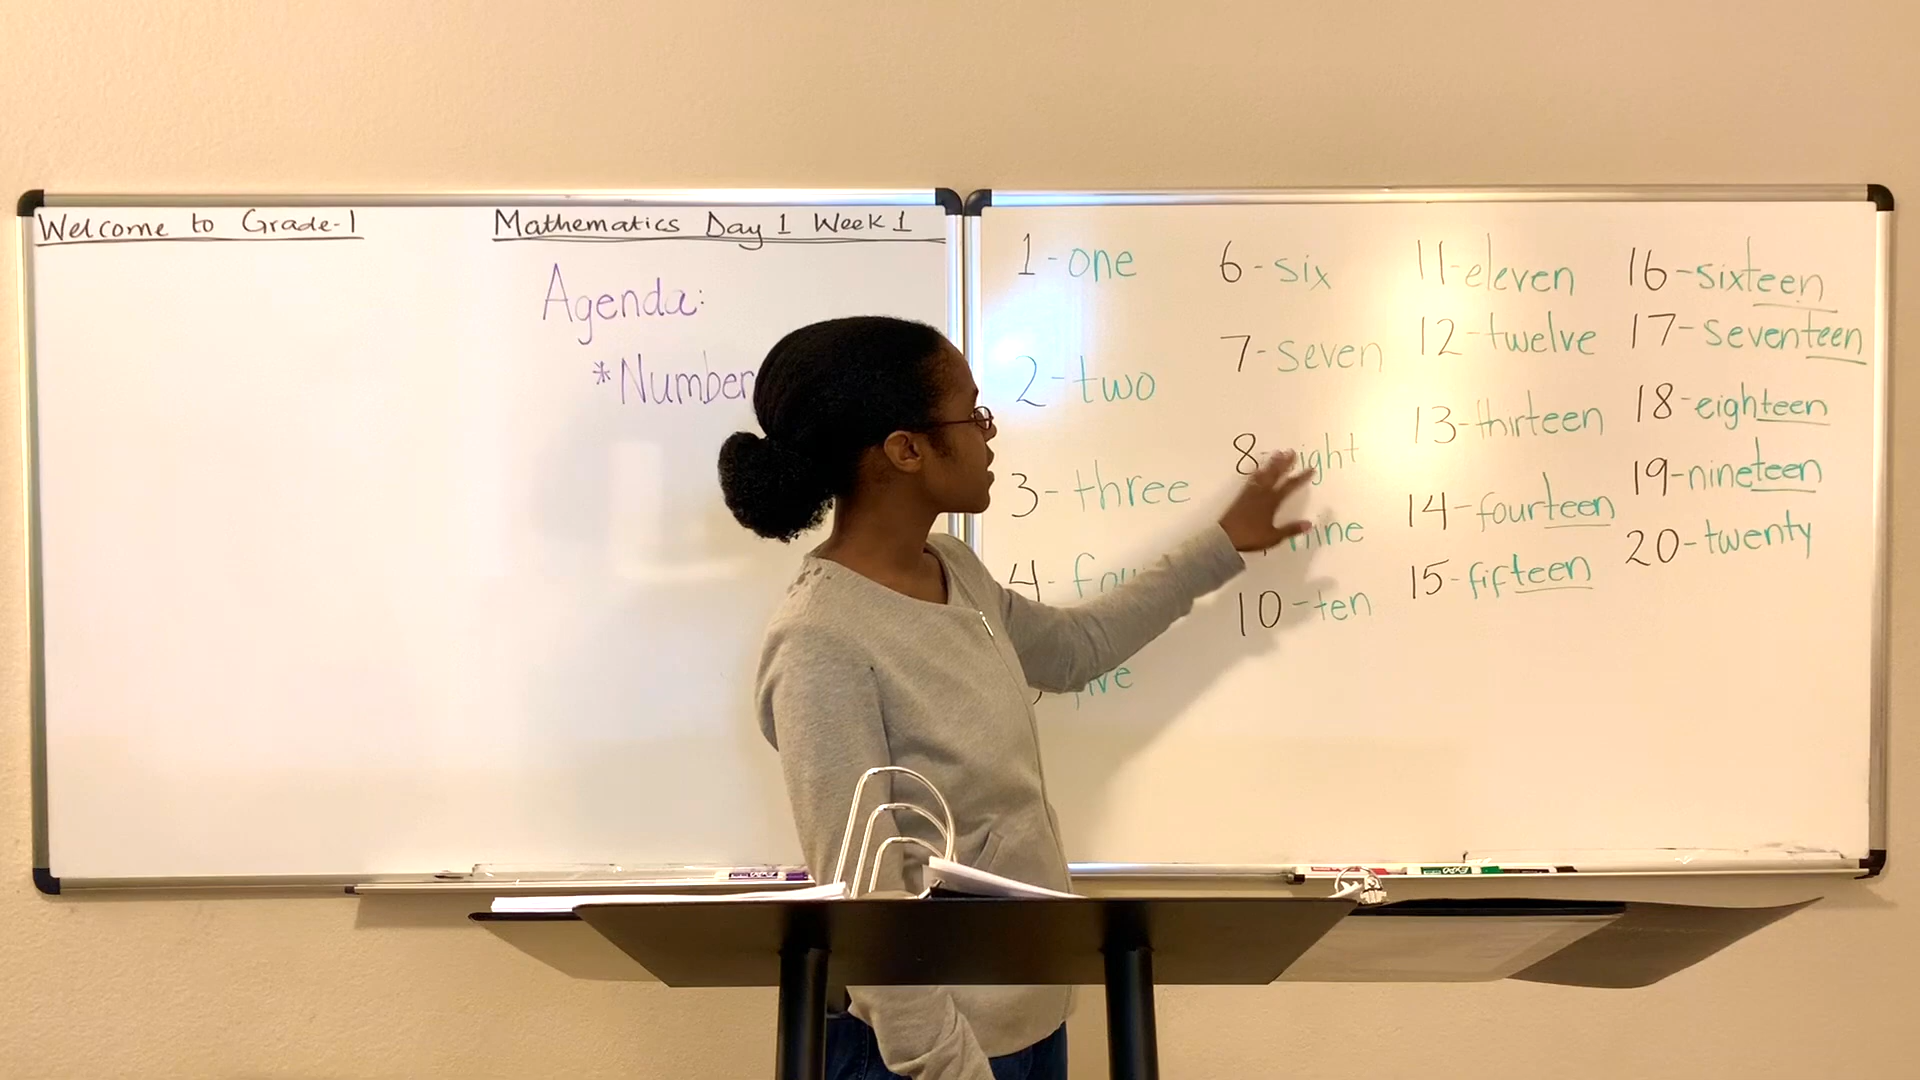 Welcome to Grade-1
Mathematics Day 1 Week 1
Agenda:
*Number
1-one
2-two
3-three
4-
6-six
7-seven
8-
10-ten
11-eleven
12-twelve
13-thirteen
14-fourteen
15-fifteen
16-sixteen
17-seventeen
18-eighteen
19-nineteen
20-twenty